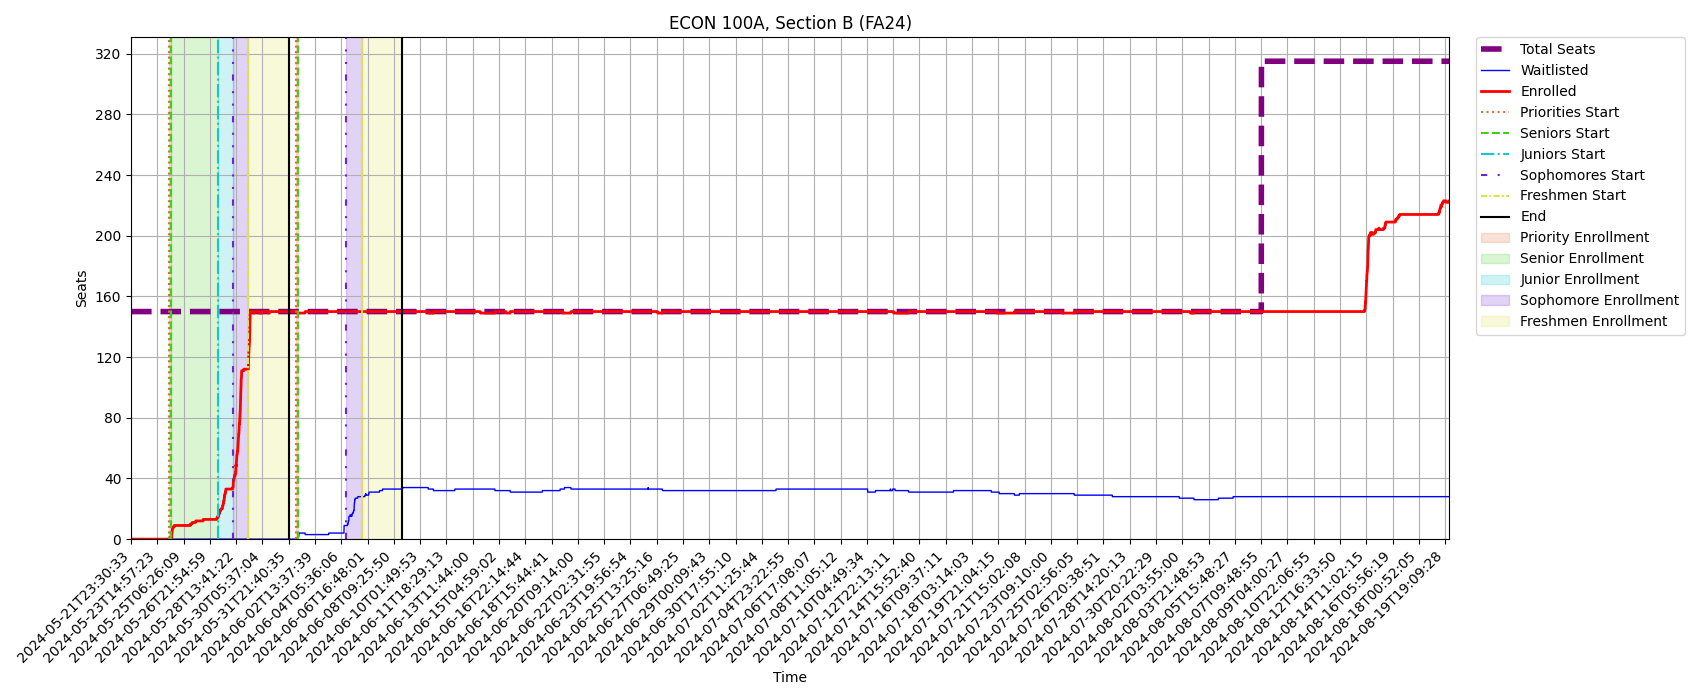 ECON 100A, Section B (FA24)
Seats
320
280
240
200
160
120
80
40
0
2024-05-21T23:30:33
2024-05-23T14:57:23
2024-05-25T06:26:09
2024-05-26T21:54:59
2024-05-28T13:41:22
2024-05-30T05:37:04
2024-05-31T21:40:35
2024-06-02T13:37:39
2024-06-04T05:36:06
2024-06-06T16:48:01
2024-06-08T09:25:50
2024-06-10T01:49:53
2024-06-11T18:29:13
2024-06-13T11:44:00
2024-06-15T04:59:02
2024-06-16T22:14:44
2024-06-18T15:44:41
2024-06-20T09:14:00
2024-06-22T02:31:55
2024-06-23T19:56:54
2024-06-25T13:25:16
2024-06-27T06:49:25
2024-06-29T00:09:43
2024-06-30T17:55:10
2024-07-02T11:25:44
2024-07-04T23:22:55
2024-07-06T17:08:07
2024-07-08T11:05:12
2024-07-10T04:49:34
2024-07-12T22:13:11
2024-07-14T15:52:40
2024-07-16T09:37:11
2024-07-18T03:14:03
2024-07-19T21:04:15
2024-07-21T15:02:08
2024-07-23T09:10:00
2024-07-25T02:56:05
2024-07-26T20:38:51
2024-07-28T14:20:13
2024-07-30T20:22:29
2024-08-02T03:55:00
2024-08-03T21:48:53
2024-08-05T15:48:27
2024-08-07T09:48:55
2024-08-09T04:00:27
2024-08-10T22:06:55
2024-08-12T16:33:50
2024-08-14T11:02:15
2024-08-16T05:56:19
2024-08-18T00:52:05
2024-08-19T19:09:28
Time
Total Seats
Waitlisted
Enrolled
Priorities Start
Seniors Start
Juniors Start
Sophomores Start
Freshmen Start
End
Priority Enrollment
Senior Enrollment
Junior Enrollment
Sophomore Enrollment
Freshmen Enrollment